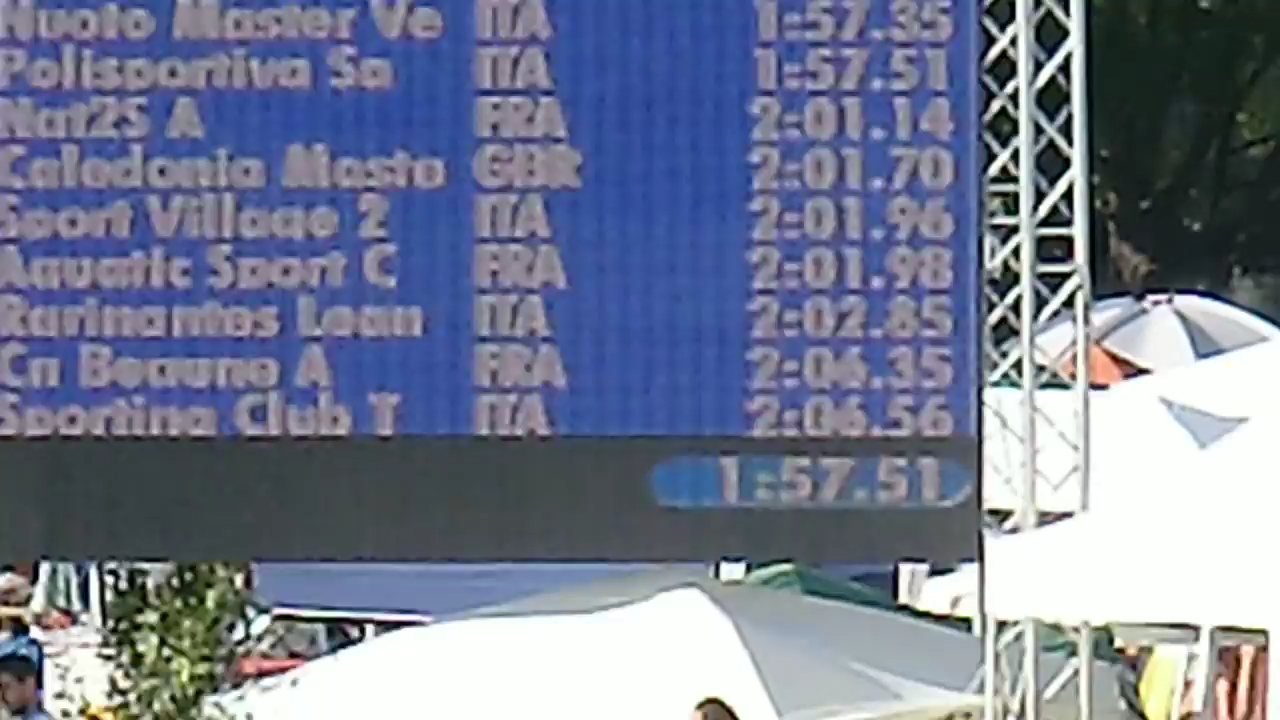 Nuoto Master Ve ITA 1:57.35
Polisportiva Sa ITA 1:57.51
Nat2S A FRA 2:01.14
Caledonia Maste GBR 2:01.70
Sport Village 2 ITA 2:01.96
Aquatic Sport C FRA 2:01.98
Rarinantes Loan ITA 2:02.85
Cn Beaune A FRA 2:06.35
Sporting Club T ITA 2:06.56
1:57.51